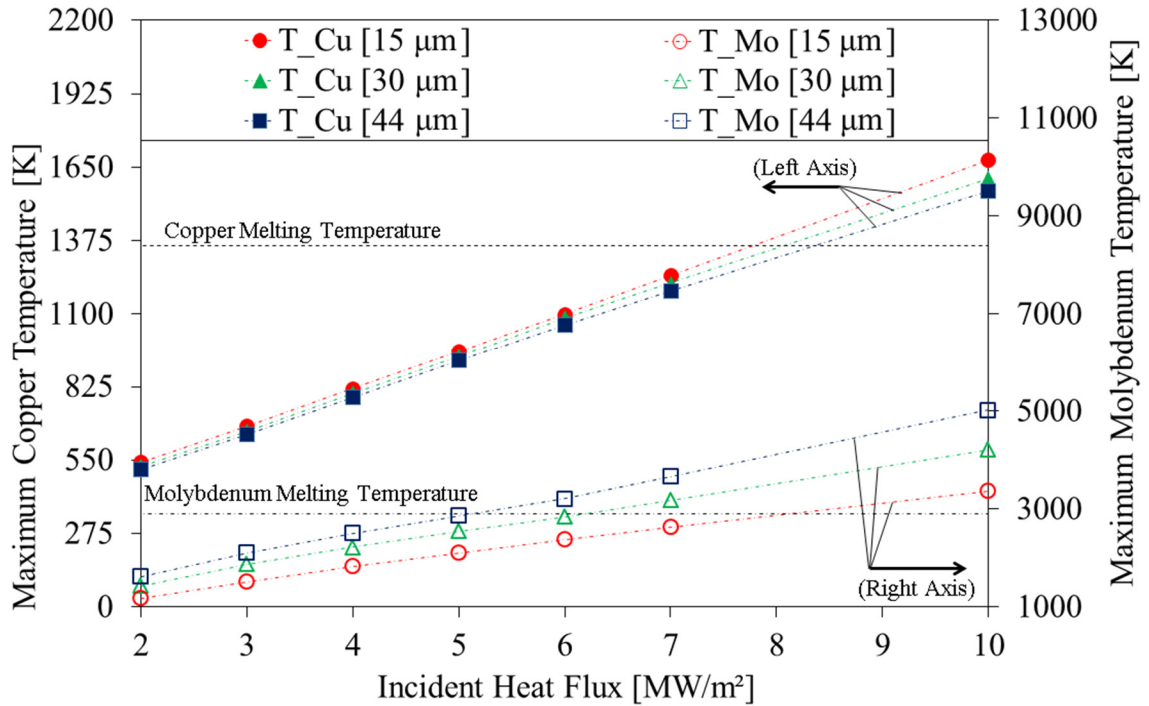 2200
1925
1650
1375
1100
825
550
275
0
Maximum Copper Temperature [K]
T_Cu [15 μm]
T_Mo [15 μm]
T_Cu [30 μm]
T_Mo [30 μm]
T_Cu [44 μm]
T_Mo [44 μm]
(Left Axis)
Copper Melting Temperature
Molybdenum Melting Temperature
(Right Axis)
13000
11000
9000
7000
5000
3000
1000
Maximum Molybdenum Temperature [K]
2 3 4 5 6 7 8 9 10
Incident Heat Flux [MW/m²]